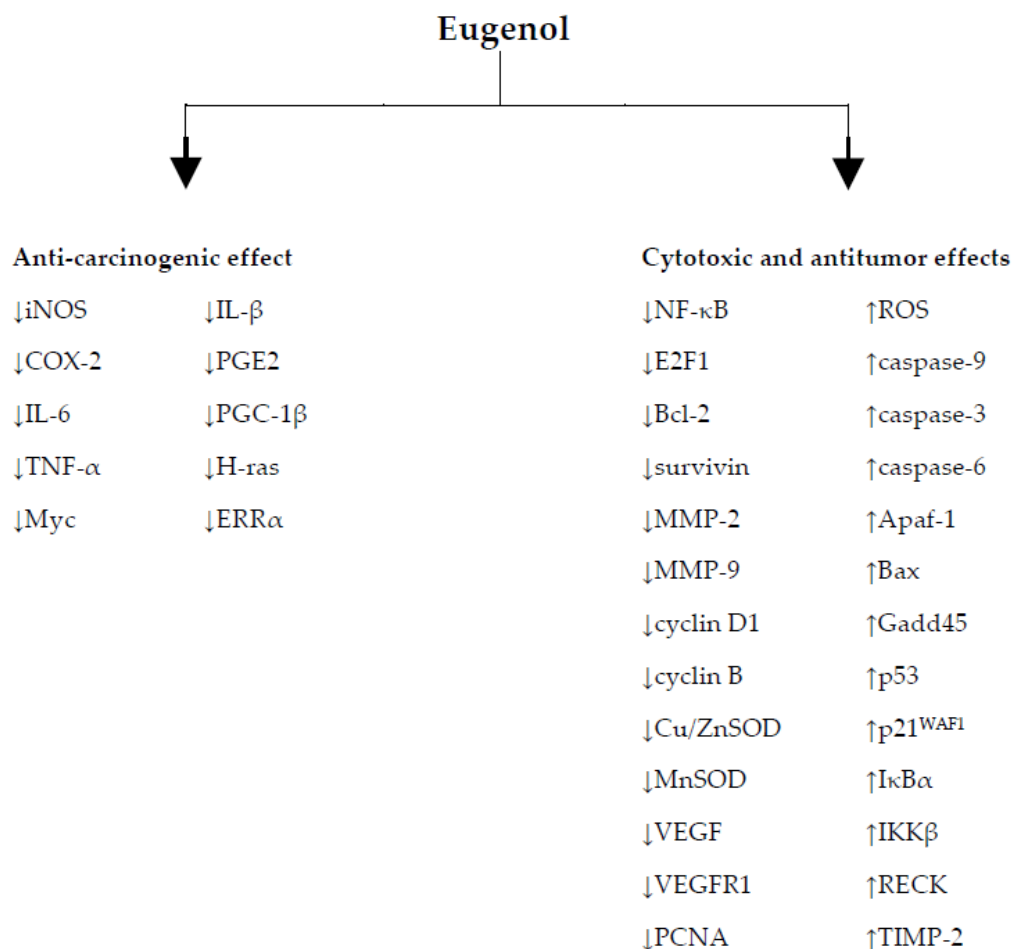 Eugenol
Anti-carcinogenic effect
↓iNOS ↓IL-β
↓COX-2 ↓PGE2
↓IL-6 ↓PGC-1β
↓TNF-α ↓H-ras
↓Myc ↓ERRα
Cytotoxic and antitumor effects
↓NF-κB ↑ROS
↓E2F1 ↑caspase-9
↓Bcl-2 ↑caspase-3
↓survivin ↑caspase-6
↓MMP-2 ↑Apaf-1
↓MMP-9 ↑Bax
↓cyclin D1 ↑Gadd45
↓cyclin B ↑p53
↓Cu/ZnSOD ↑p21WAF1
↓MnSOD ↑IκBα
↓VEGF ↑IKKβ
↓VEGFR1 ↑RECK
↓PCNA ↑TIMP-2